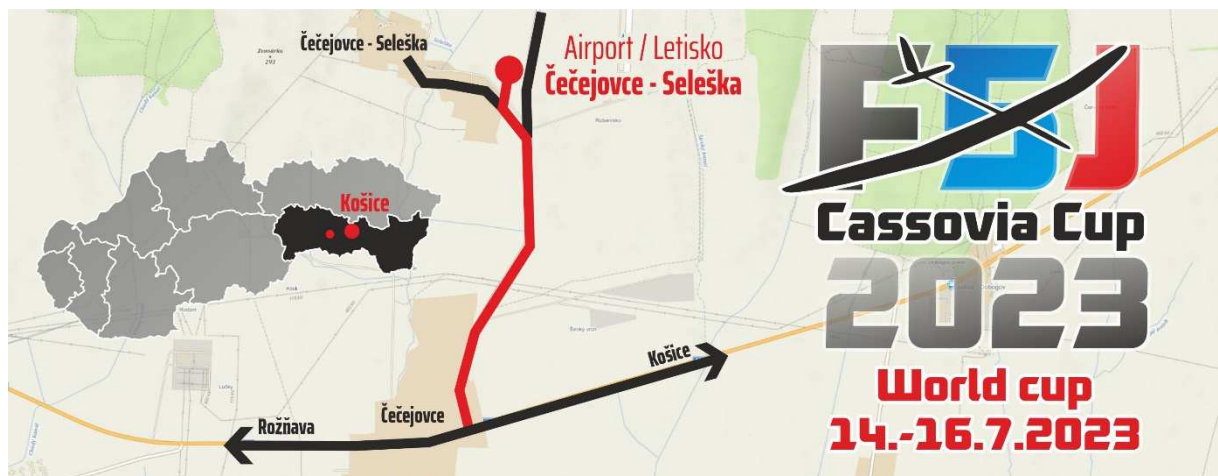 Čečejovce - Seleška
Airport / Letisko
Čečejovce - Seleška
Košice
Košice
Čečejovce
Rožňava
F5J
Cassovia Cup
2023
World cup
14.-16.7.2023